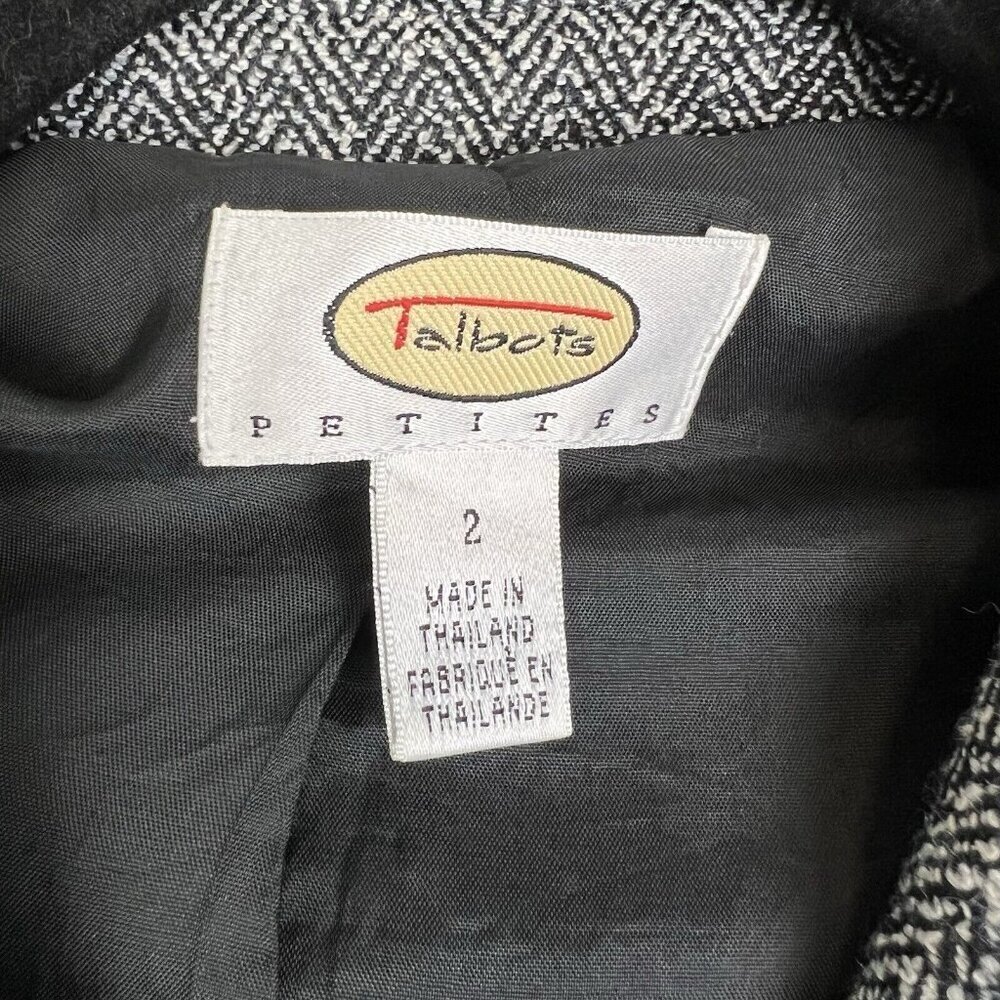 Talbots
PETITES
2
MADE IN
THAILAND
FABRIQUÉ EN
THAILANDE